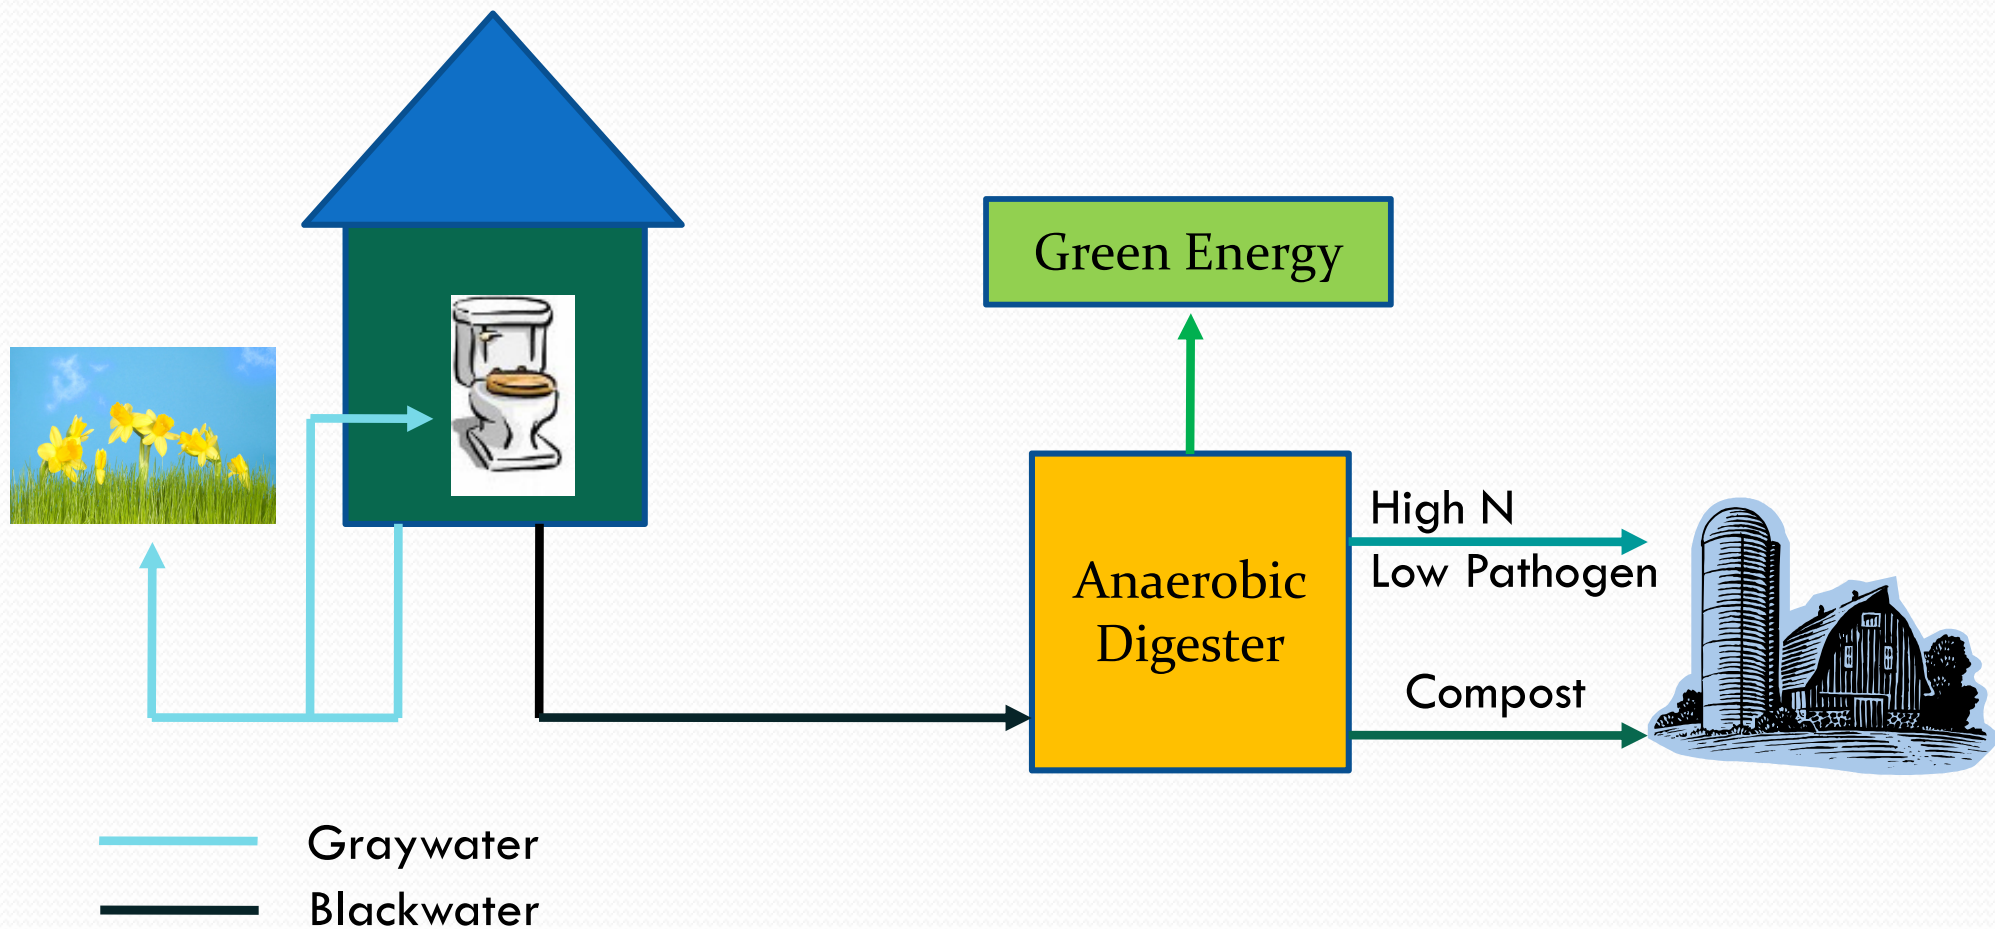 Green Energy
High N
Low Pathogen
Anaerobic
Digester
Compost
Graywater
Blackwater